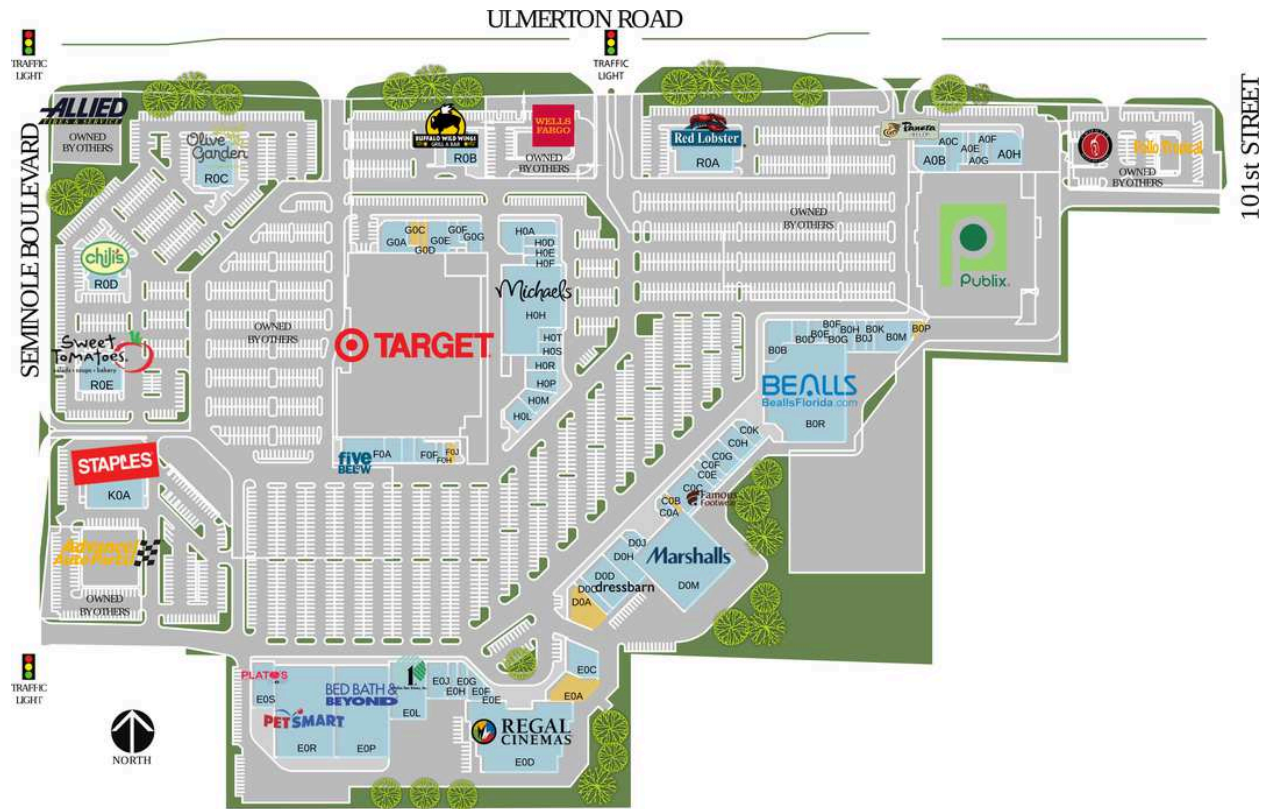 ULMERTON ROAD
TRAFFIC
LIGHT
TRAFFIC
LIGHT
SEMINOLE BOULEVARD
101st STREET
ALLIED
TIRES & SERVICE
OWNED
BY OTHERS
Olive
Garden
R0C
BUFFALO WILD WINGS
GRILL & BAR
R0B
WELLS
FARGO
OWNED
BY OTHERS
Red Lobster
R0A
Panera
A0C
A0F
A0E
A0B
A0G
A0H
Pollo Tropical
OWNED
BY OTHERS
chili's
R0D
G0C
G0F
G0A
G0E
G0G
G0D
H0A
H0D
H0E
H0F
OWNED
BY OTHERS
Publix
Michaels
H0H
SWEET
TOMATOES
salads • soups • bakery
R0E
OWNED
BY OTHERS
TARGET
H0T
H0S
H0R
H0P
H0M
H0L
B0F
B0H
B0K
B0P
B0D
B0E
B0G
B0J
B0M
B0B
BEALLS
BeallsFlorida.com
B0R
STAPLES
K0A
five
BEL°W
F0A
F0F
F0J
F0H
C0K
C0H
C0G
C0F
C0E
C0C
C0B
C0A
Famous
Footwear
Advance
Auto Parts
OWNED
BY OTHERS
D0J
D0H
Marshalls
D0D
D0C
dressbarn
D0M
D0A
TRAFFIC
LIGHT
PLATO'S
E0S
BED BATH &
BEYOND
PETSMART
E0R
E0P
E0L
E0J
E0G
E0H
E0F
E0E
E0C
E0A
REGAL
CINEMAS
E0D
NORTH